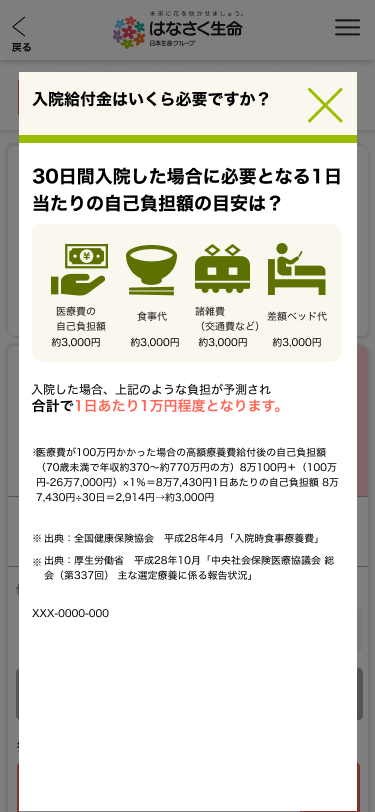 戻る
未来に花を咲かせましょう。
はなさく生命
日本生命グループ
入院給付金はいくら必要ですか？
30日間入院した場合に必要となる1日
当たりの自己負担額の目安は？
医療費の
自己負担額
約3,000円
食事代
約3,000円
諸雑費
（交通費など）
約3,000円
差額ベッド代
約3,000円
入院した場合、上記のような負担が予測され
合計で1日あたり1万円程度となります。
※医療費が100万円かかった場合の高額療養費給付後の自己負担額
（70歳未満で年収約370〜約770万円の方）8万100円＋（100万
円-26万7,000円）×1％＝8万7,430円1日あたりの自己負担額 8万
7,430円÷30日＝2,914円→約3,000円
※ 出典：全国健康保険協会　平成28年4月「入院時食事療養費」
※ 出典：厚生労働省　平成28年10月「中央社会保険医療協議会 総
会（第337回） 主な選定療養に係る報告状況」
XXX-0000-000